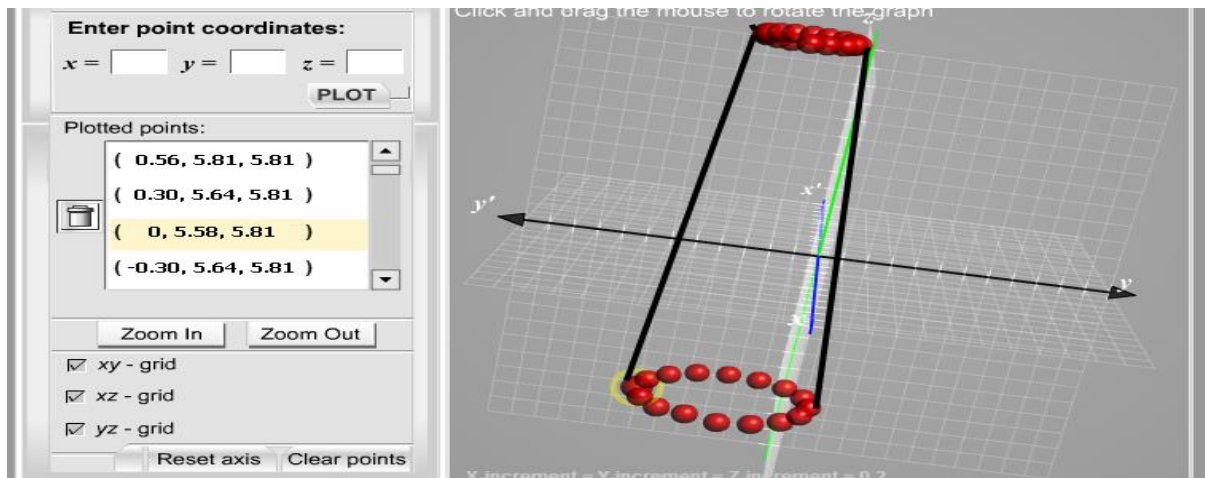 Enter point coordinates:
x = y = z =
PLOT
Plotted points:
( 0.56, 5.81, 5.81 )
( 0.30, 5.64, 5.81 )
( 0, 5.58, 5.81 )
( -0.30, 5.64, 5.81 )
Zoom In Zoom Out
xy - grid
xz - grid
yz - grid
Reset axis Clear points
Click and drag the mouse to rotate the graph
z
x'
y'
y
x
X increment = Y increment = Z increment = 0.2